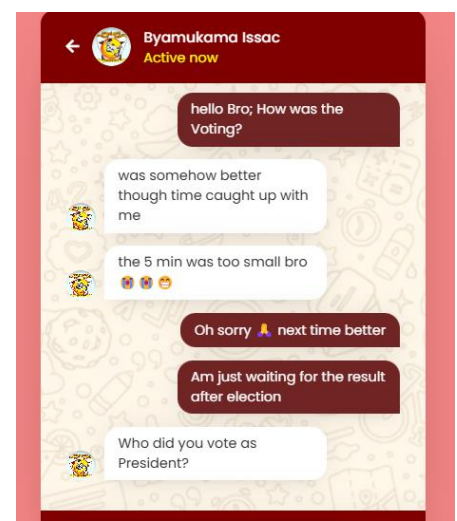 Byamukama Issac
Active now
hello Bro; How was the
Voting?
was somehow better
though time caught up with
me
the 5 min was too small bro
😭😭😁
Oh sorry 🙏 next time better
Am just waiting for the result
after election
Who did you vote as
President?